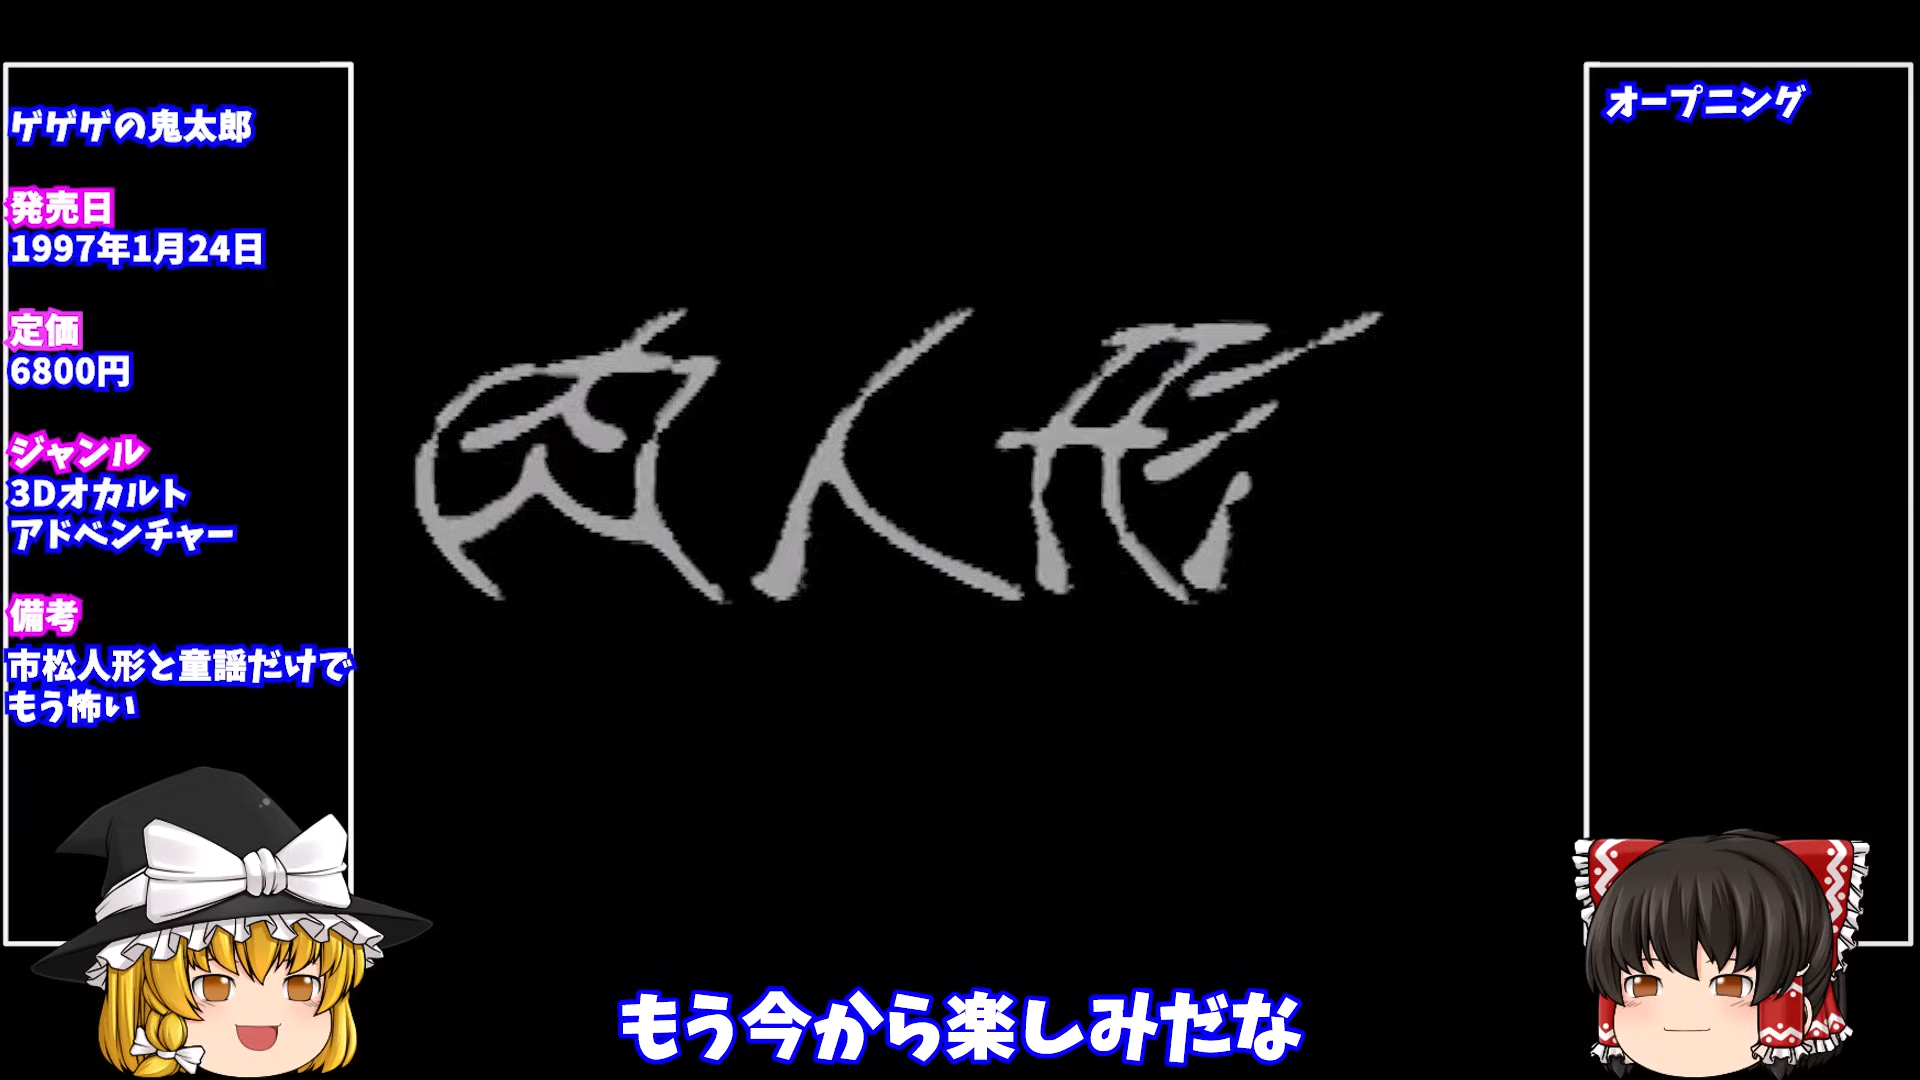 ゲゲゲの鬼太郎
発売日
1997年1月24日
定価
6800円
ジャンル
3Dオカルト
アドベンチャー
備考
市松人形と童謡だけで
もう怖い
肉人形
オープニング
もう今から楽しみだな